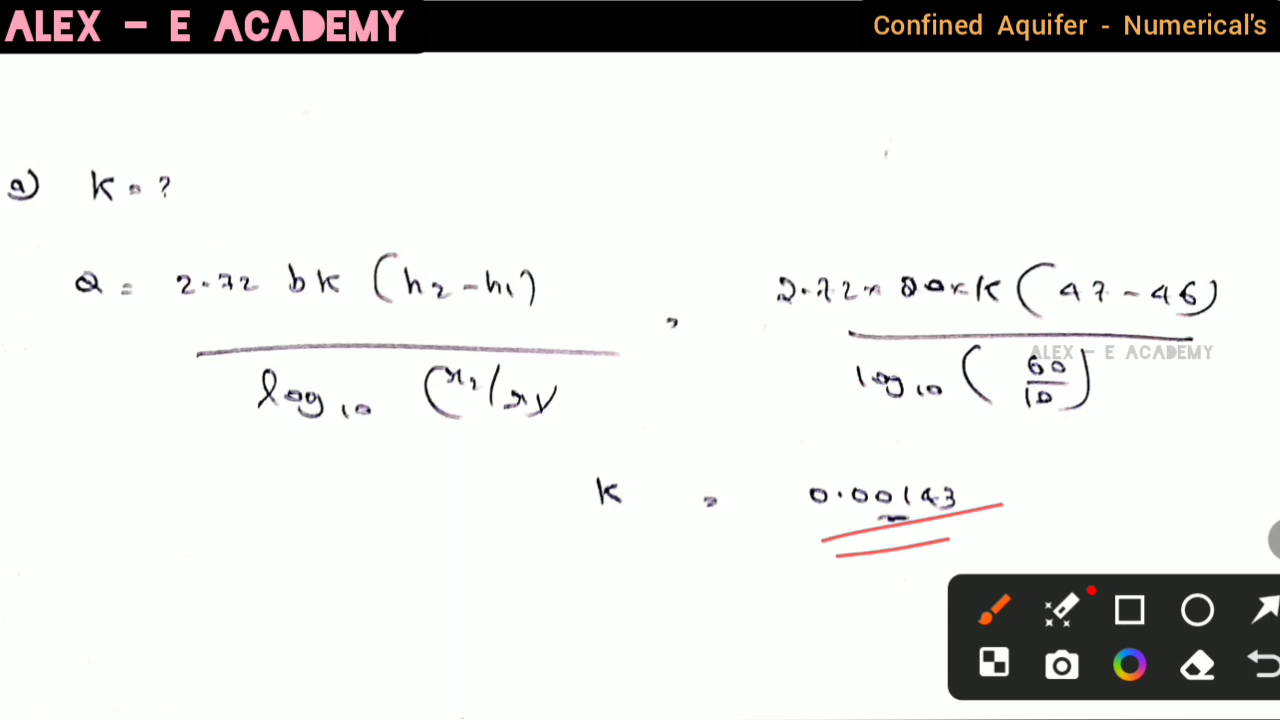 ALEX - E ACADEMY
Confined Aquifer - Numerical's
a) K = ?
Q = 2.72 bK (h2 - h1) / log10 (r2/r1) = 2.72 × 20 × K (47 - 46) / log10 (60/10)
ALEX - E ACADEMY
K = 0.00143